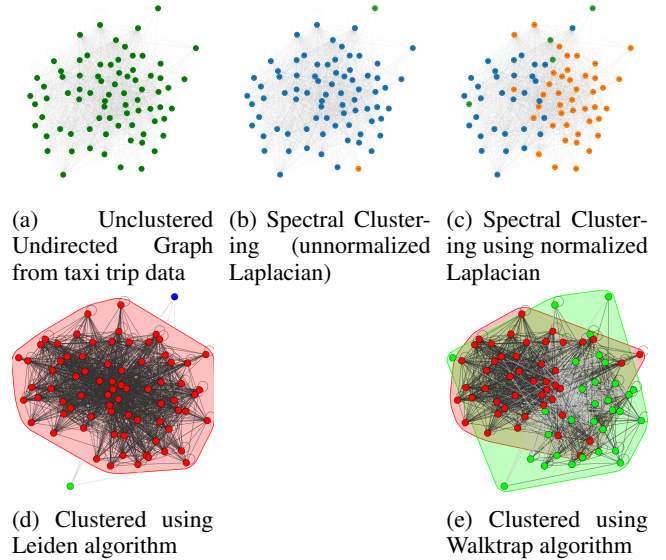 (a) Unclustered
Undirected Graph
from taxi trip data
(b) Spectral Cluster-
ing (unnormalized
Laplacian)
(c) Spectral Cluster-
ing using normalized
Laplacian
(d) Clustered using
Leiden algorithm
(e) Clustered using
Walktrap algorithm